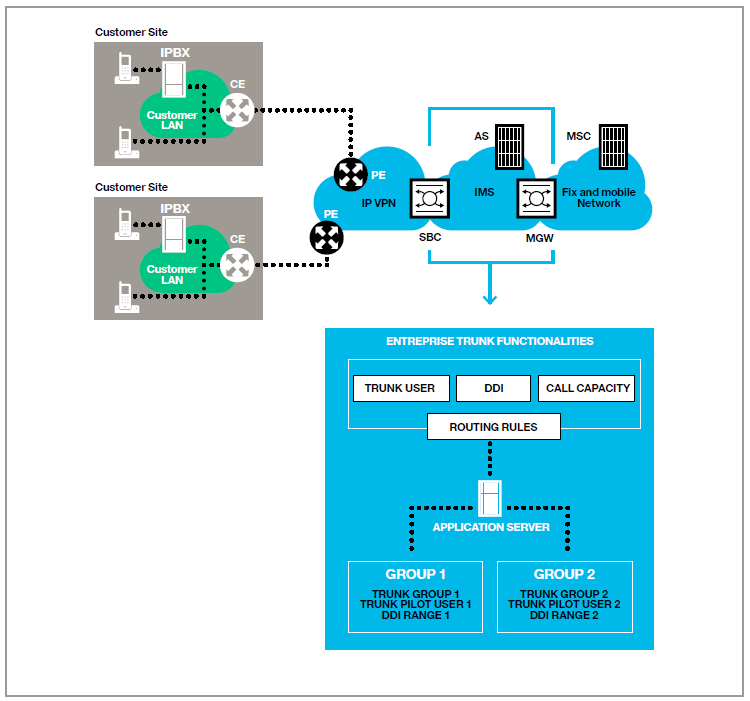 Customer Site
IPBX
CE
Customer
LAN
Customer Site
IPBX
CE
Customer
LAN
AS
MSC
PE
IP VPN
IMS
Fix and mobile
Network
PE
SBC
MGW
ENTREPRISE TRUNK FUNCTIONALITIES
TRUNK USER
DDI
CALL CAPACITY
ROUTING RULES
APPLICATION SERVER
GROUP 1
TRUNK GROUP 1
TRUNK PILOT USER 1
DDI RANGE 1
GROUP 2
TRUNK GROUP 2
TRUNK PILOT USER 2
DDI RANGE 2